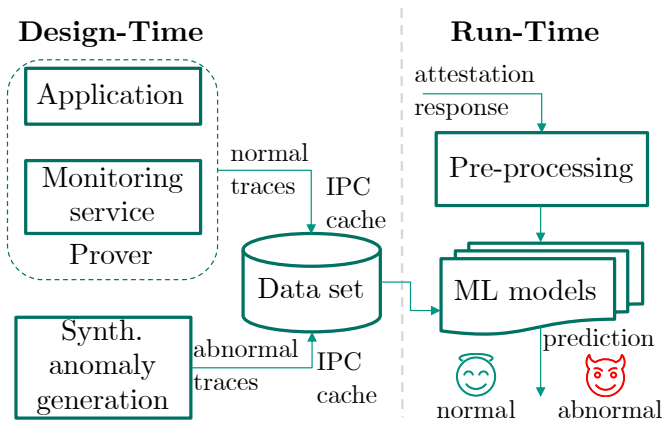 Design-Time
Application
Monitoring
service
Prover
normal
traces
IPC
cache
Data set
Synth.
anomaly
generation
abnormal
traces
IPC
cache
Run-Time
attestation
response
Pre-processing
ML models
prediction
normal
abnormal